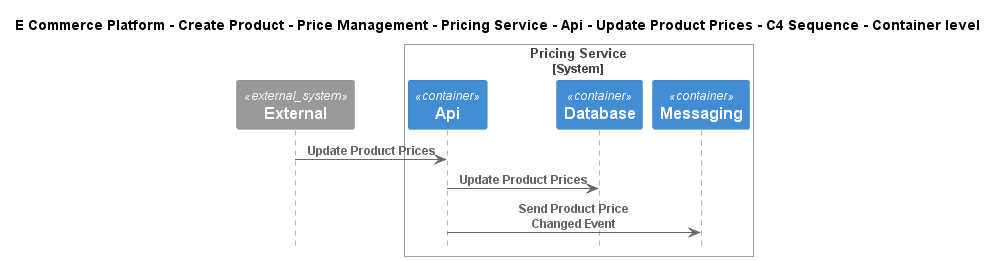 E Commerce Platform - Create Product - Price Management - Pricing Service - Api - Update Product Prices - C4 Sequence - Container level
Pricing Service
[System]
«external_system»
External
«container»
Api
«container»
Database
«container»
Messaging
Update Product Prices
Update Product Prices
Send Product Price
Changed Event